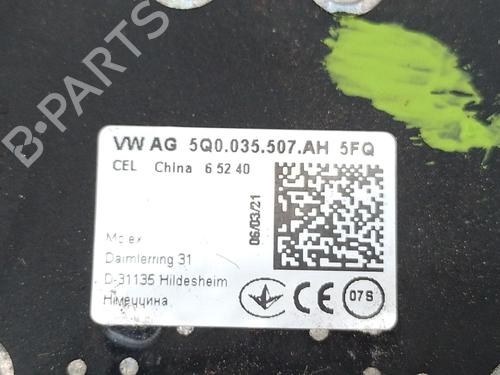 B-PARTS
VW AG 5Q0.035.507.AH 5FQ
CEL China 6 52 40
06/03/21
Molex
Daimlerring 31
D-31135 Hildesheim
Німеччина
CE
07S